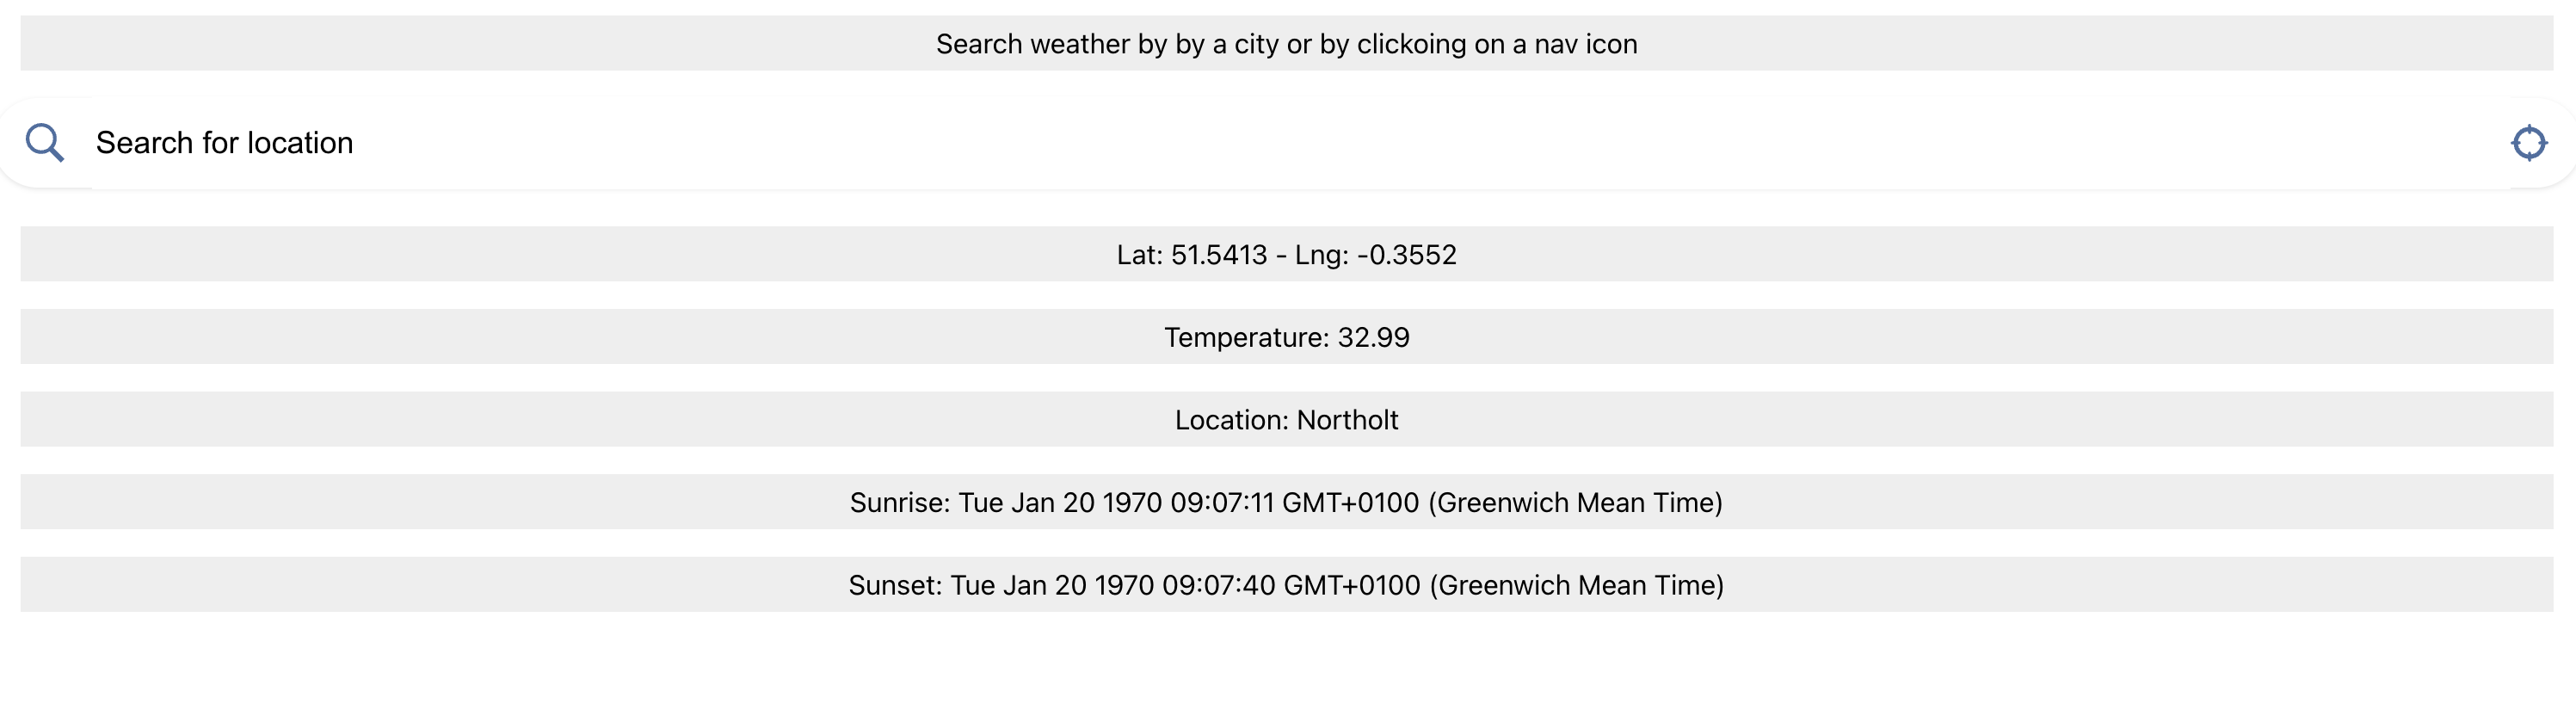 Search weather by by a city or by clickoing on a nav icon
Search for location
Lat: 51.5413 - Lng: -0.3552
Temperature: 32.99
Location: Northolt
Sunrise: Tue Jan 20 1970 09:07:11 GMT+0100 (Greenwich Mean Time)
Sunset: Tue Jan 20 1970 09:07:40 GMT+0100 (Greenwich Mean Time)